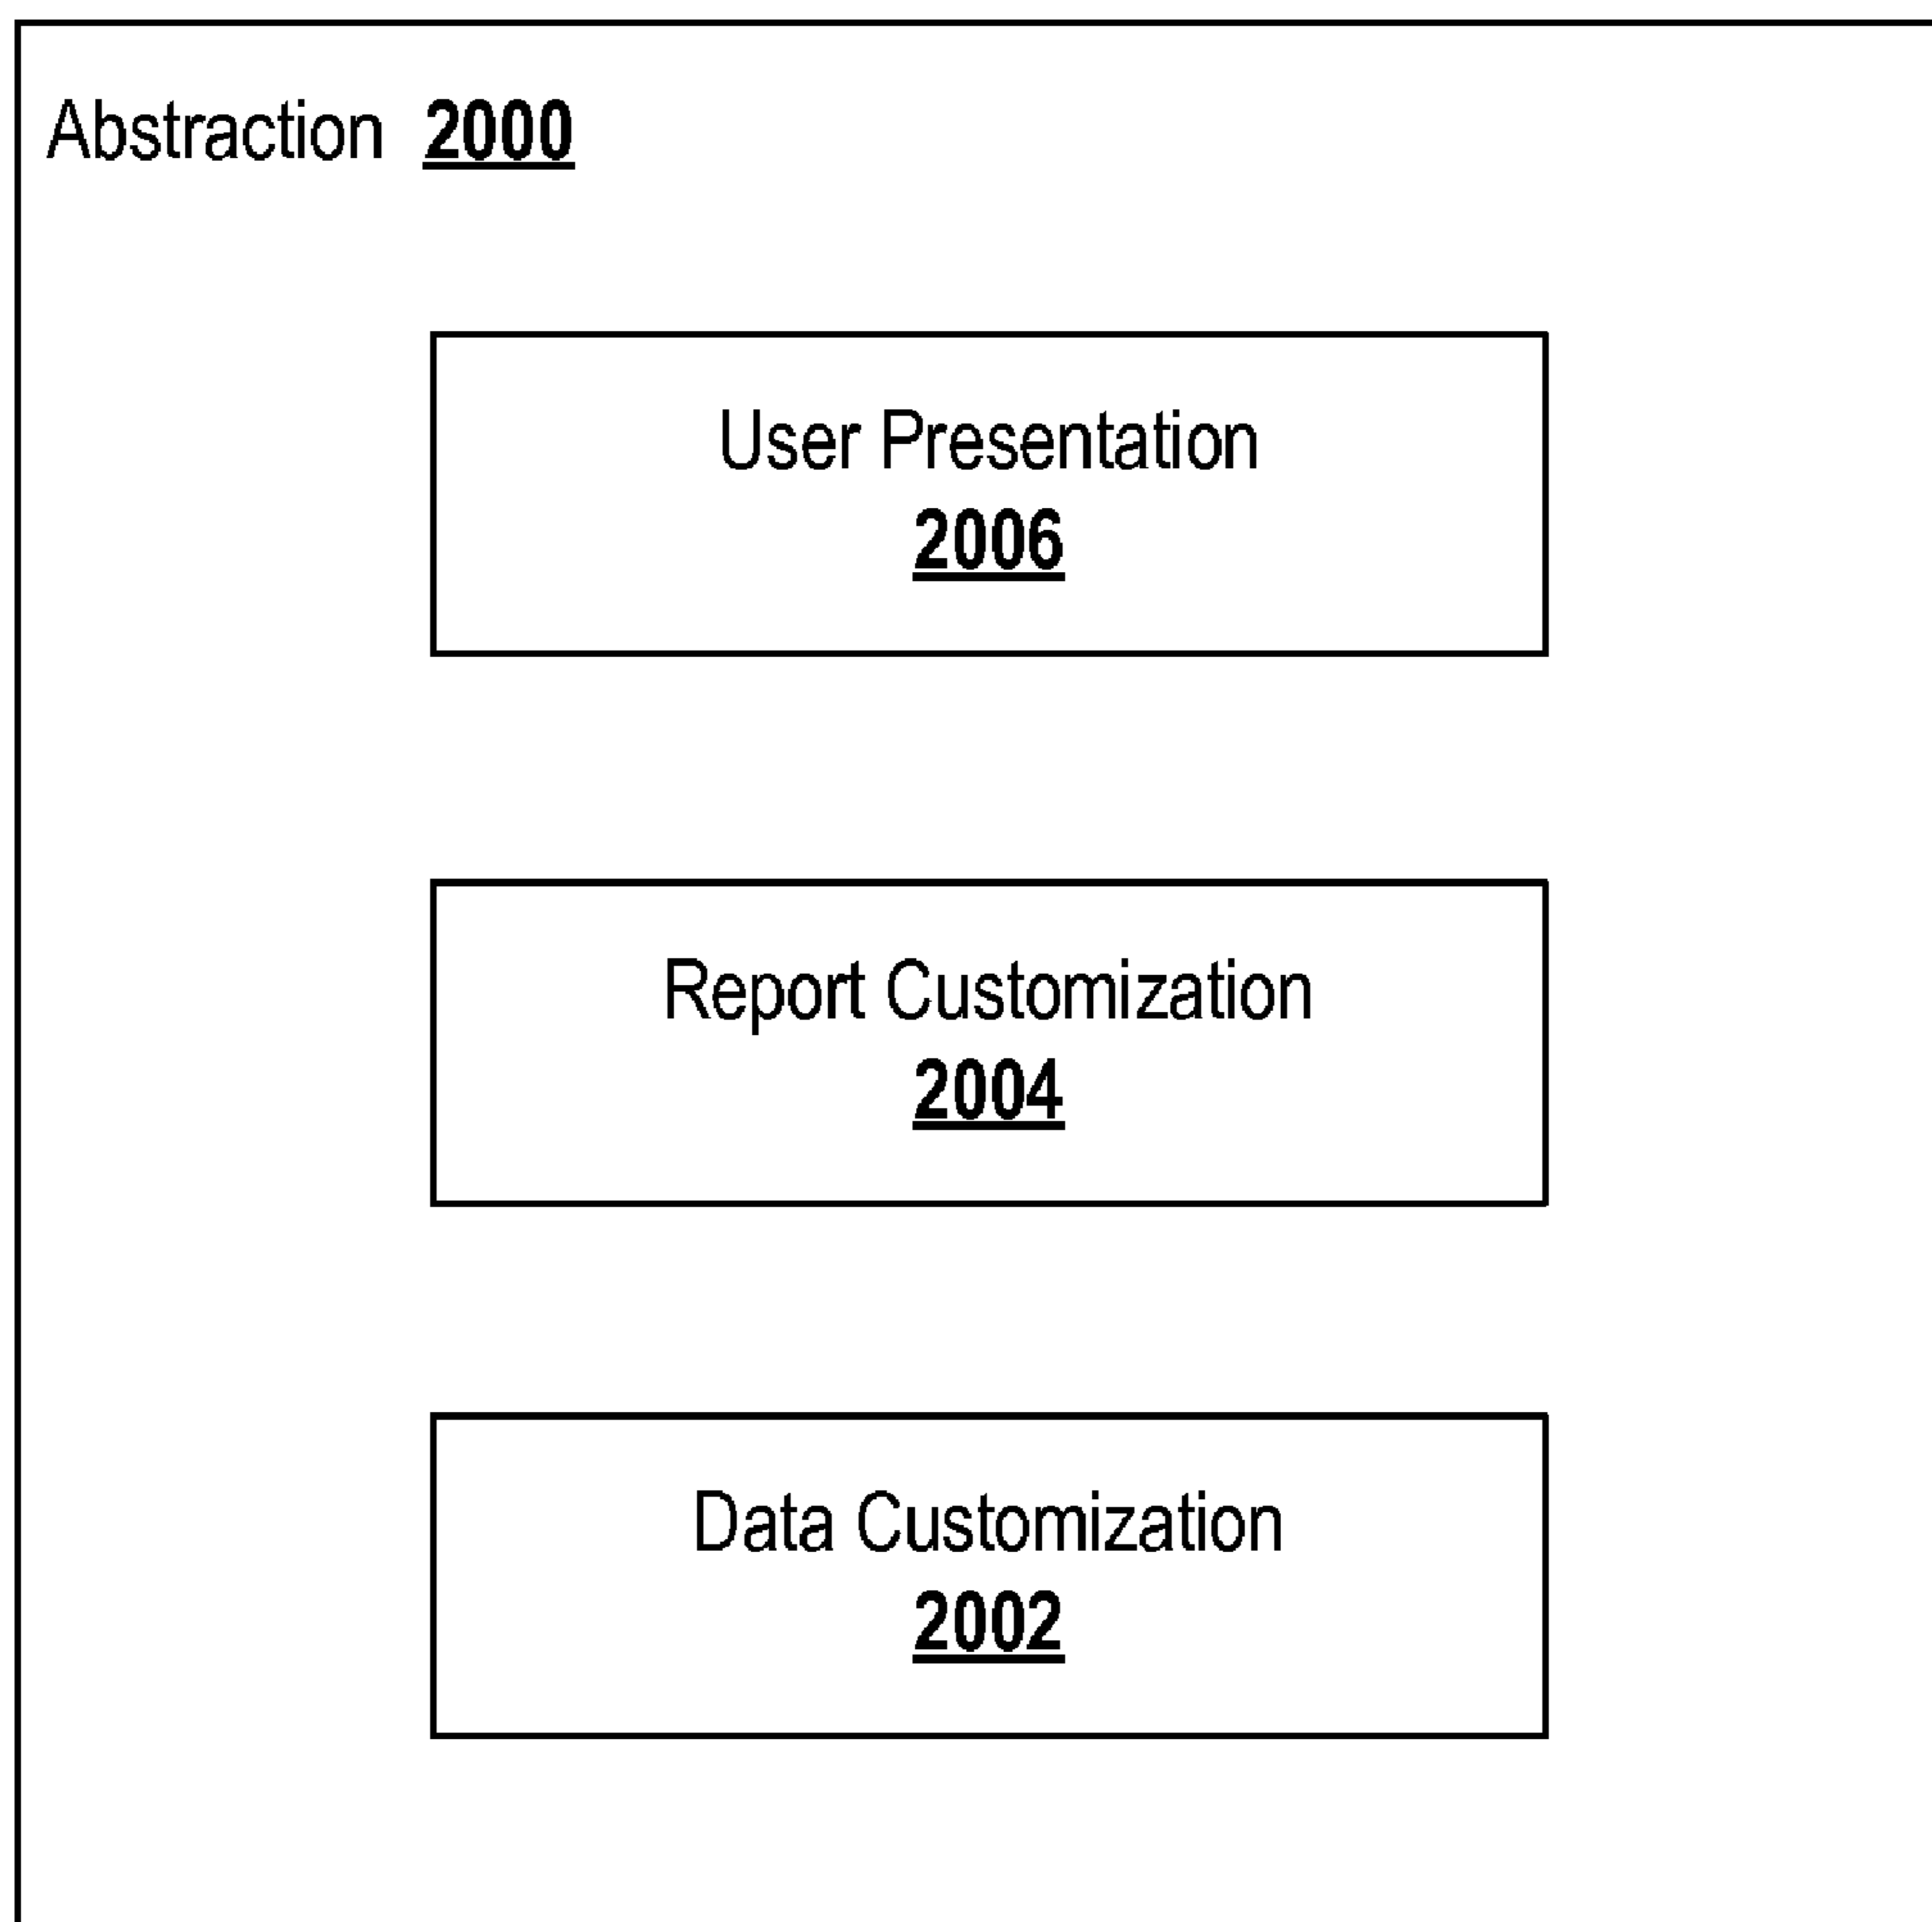 Abstraction 2000
User Presentation
2006
Report Customization
2004
Data Customization
2002